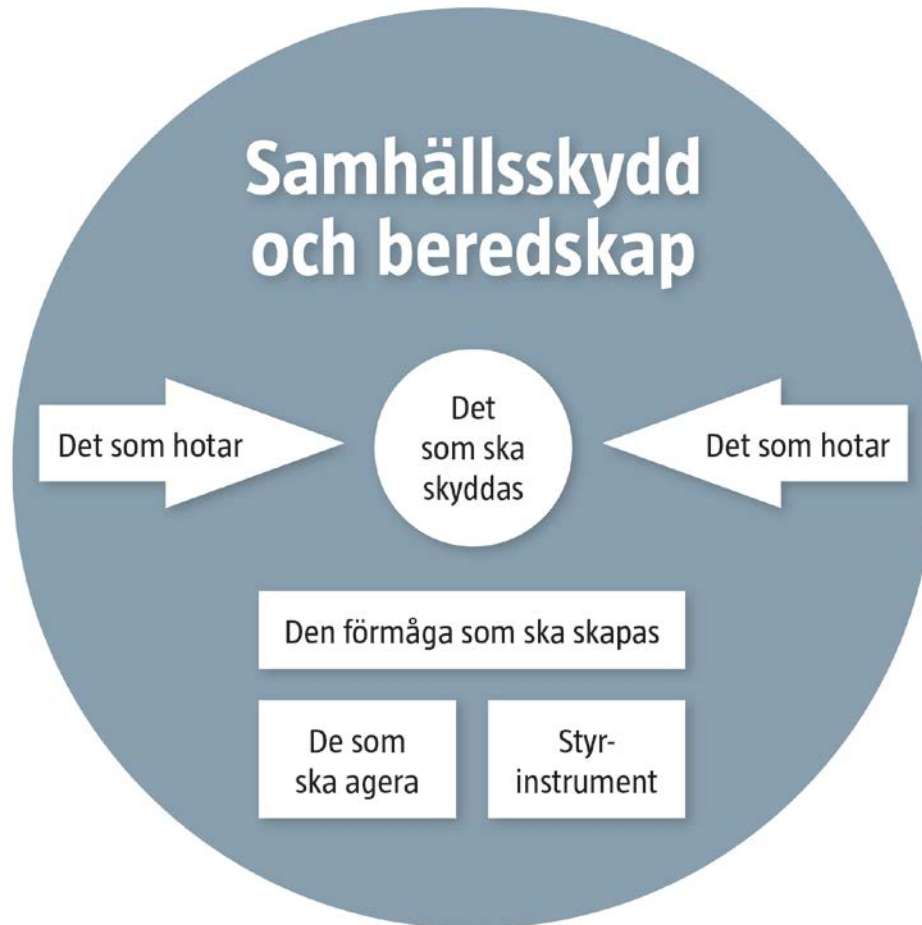 Samhällsskydd
och beredskap
Det som hotar
Det
som ska
skyddas
Det som hotar
Den förmåga som ska skapas
De som
ska agera
Styr-
instrument